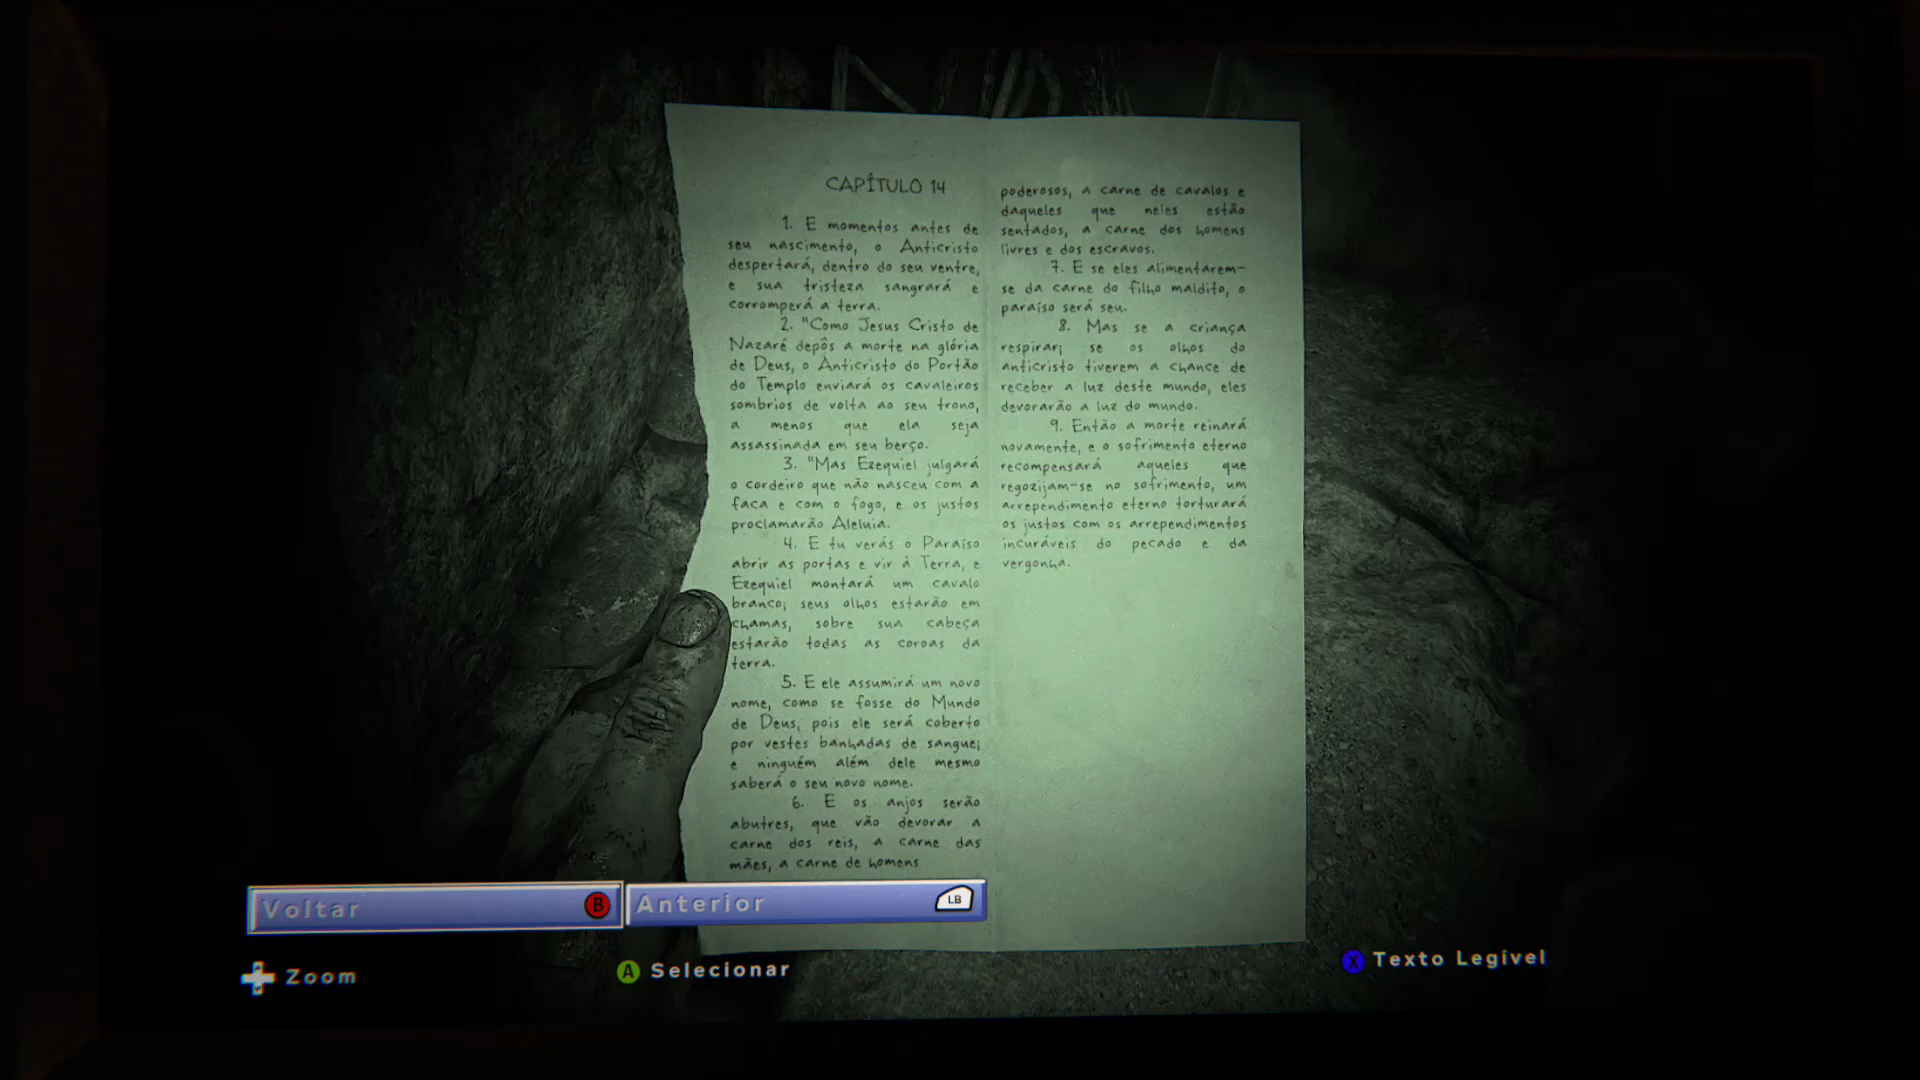 CAPÍTULO 14
1. E momentos antes de
seu nascimento, o Anticristo
despertará, dentro do seu ventre,
e sua tristeza sangrará e
corromperá a terra.
2. "Como Jesus Cristo de
Nazaré depôs a morte na glória
de Deus, o Anticristo do Portão
do Templo enviará os cavaleiros
sombrios de volta ao seu trono,
a menos que ela seja
assassinada em seu berço.
3. "Mas Ezequiel julgará
o cordeiro que não nasceu com a
faca e com o fogo, e os justos
proclamarão Aleluia.
4. E tu verás o Paraíso
abrir as portas e vir à Terra, e
Ezequiel montará um cavalo
branco; seus olhos estarão em
chamas, sobre sua cabeça
estarão todas as coroas da
terra.
5. E ele assumirá um novo
nome, como se fosse do Mundo
de Deus, pois ele será coberto
por vestes banhadas de sangue;
e ninguém além dele mesmo
saberá o seu novo nome.
6. E os anjos serão
abutres, que vão devorar a
carne dos reis, a carne das
mães, a carne de homens
poderosos, a carne de cavalos e
daqueles que neles estão
sentados, a carne dos homens
livres e dos escravos.
7. E se eles alimentarem-
se da carne do filho maldito, o
paraíso será seu.
8. Mas se a criança
respirar; se os olhos do
anticristo tiverem a chance de
receber a luz deste mundo, eles
devorarão a luz do mundo.
9. Então a morte reinará
novamente, e o sofrimento eterno
recompensará aqueles que
regozijam-se no sofrimento, um
arrependimento eterno torturará
os justos com os arrependimentos
incuráveis do pecado e da
vergonha.
Voltar B
Anterior LB
Zoom
A Selecionar
X Texto Legível